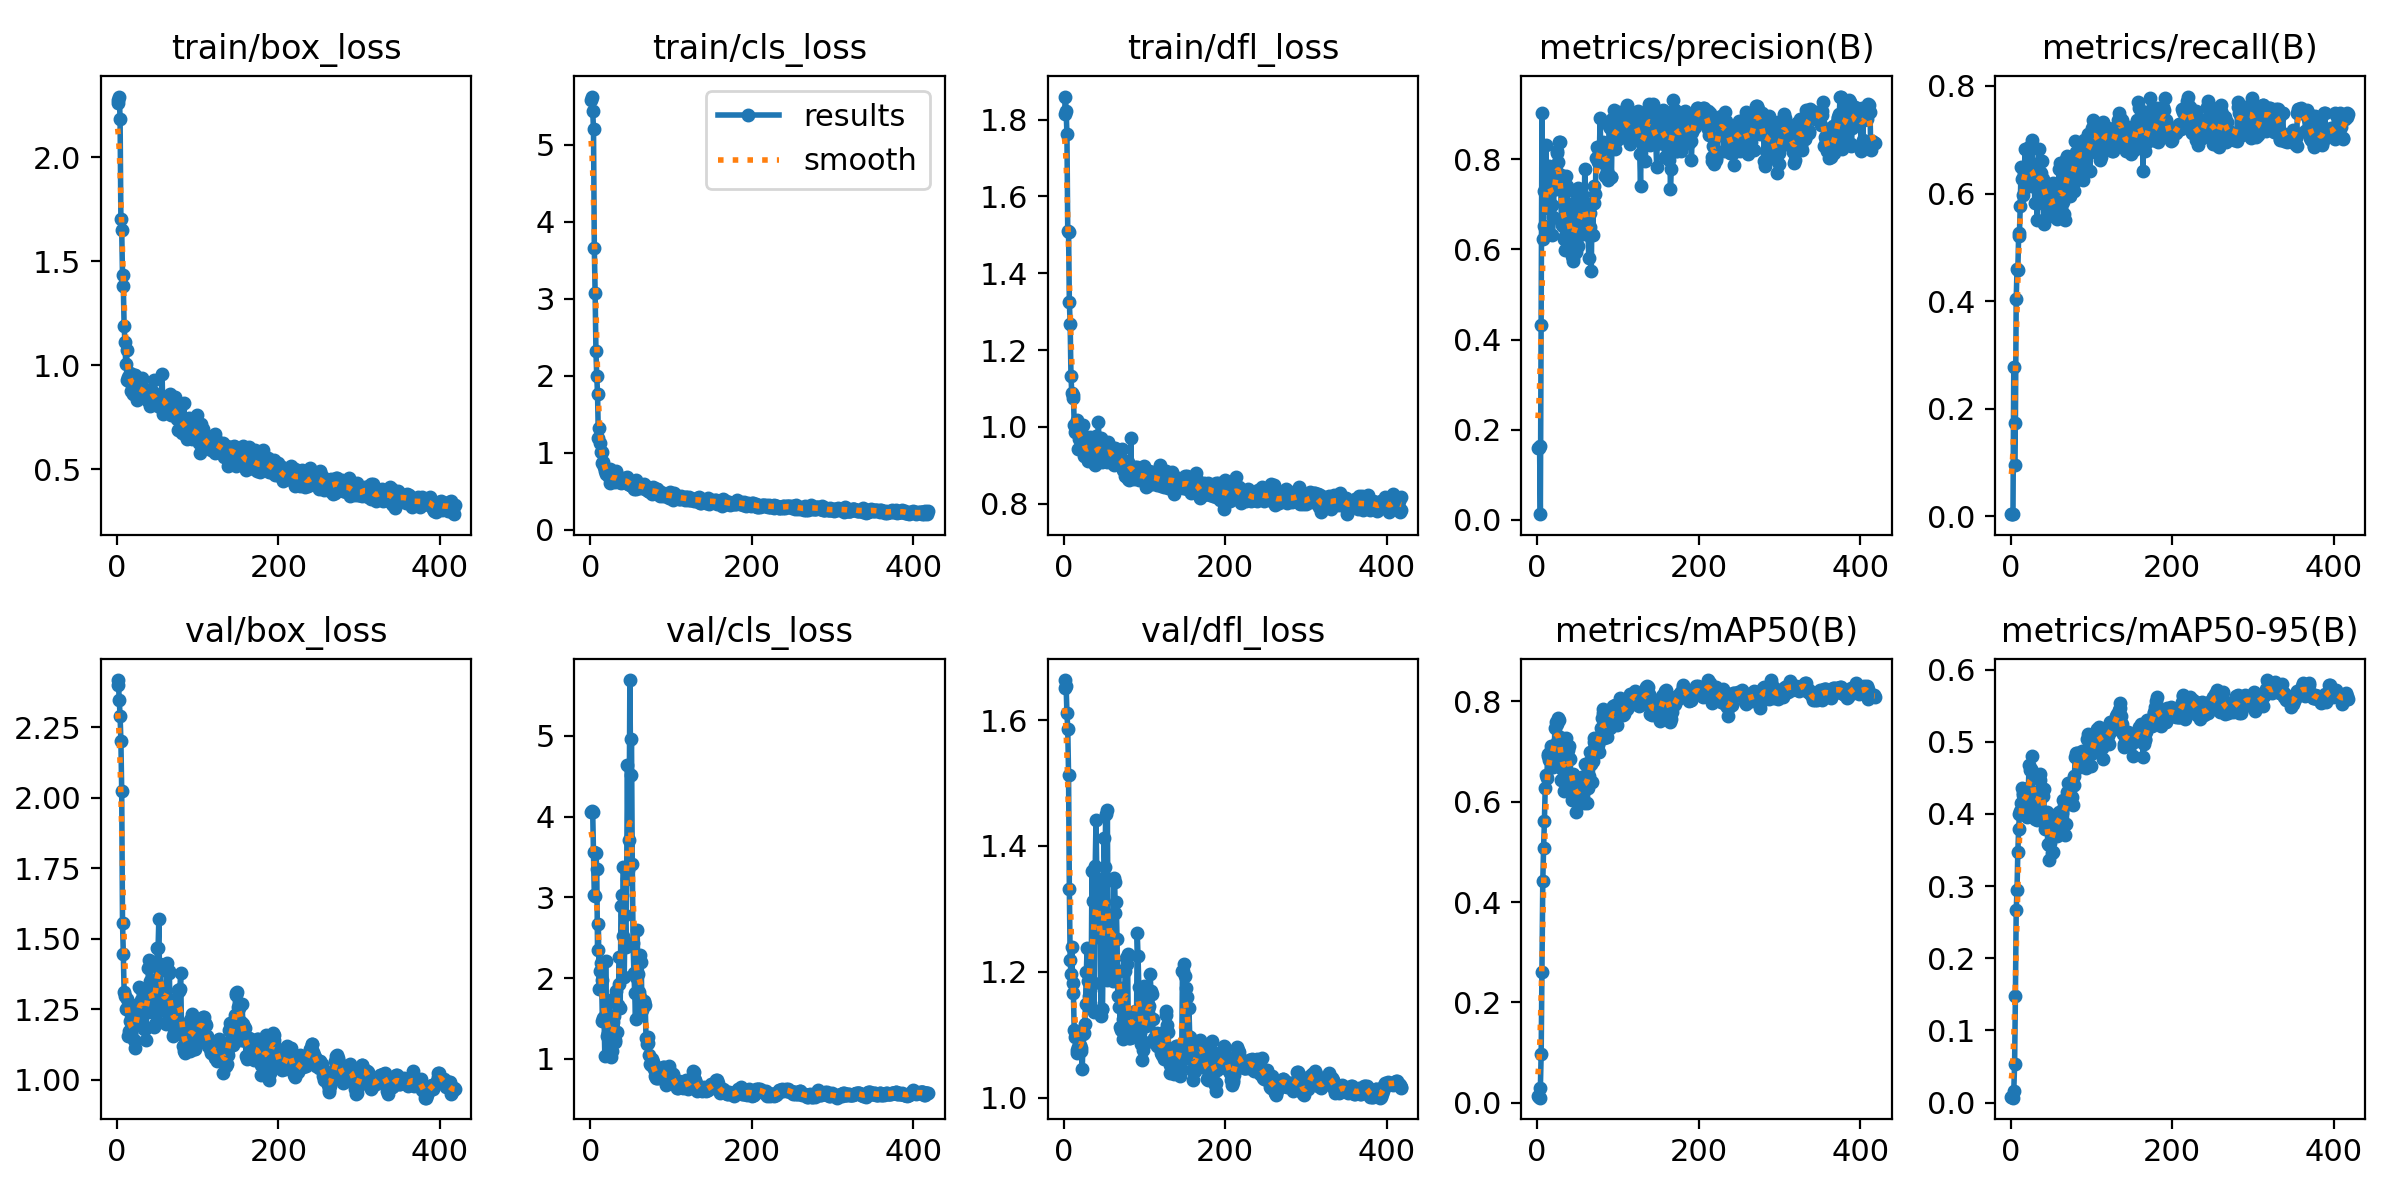 train/box_loss
2.0
1.5
1.0
0.5
0 200 400
train/cls_loss
results
smooth
5
4
3
2
1
0
0 200 400
train/dfl_loss
1.8
1.6
1.4
1.2
1.0
0.8
0 200 400
metrics/precision(B)
0.8
0.6
0.4
0.2
0.0
0 200 400
metrics/recall(B)
0.8
0.6
0.4
0.2
0.0
0 200 400
val/box_loss
2.25
2.00
1.75
1.50
1.25
1.00
0 200 400
val/cls_loss
5
4
3
2
1
0 200 400
val/dfl_loss
1.6
1.4
1.2
1.0
0 200 400
metrics/mAP50(B)
0.8
0.6
0.4
0.2
0.0
0 200 400
metrics/mAP50-95(B)
0.6
0.5
0.4
0.3
0.2
0.1
0.0
0 200 400